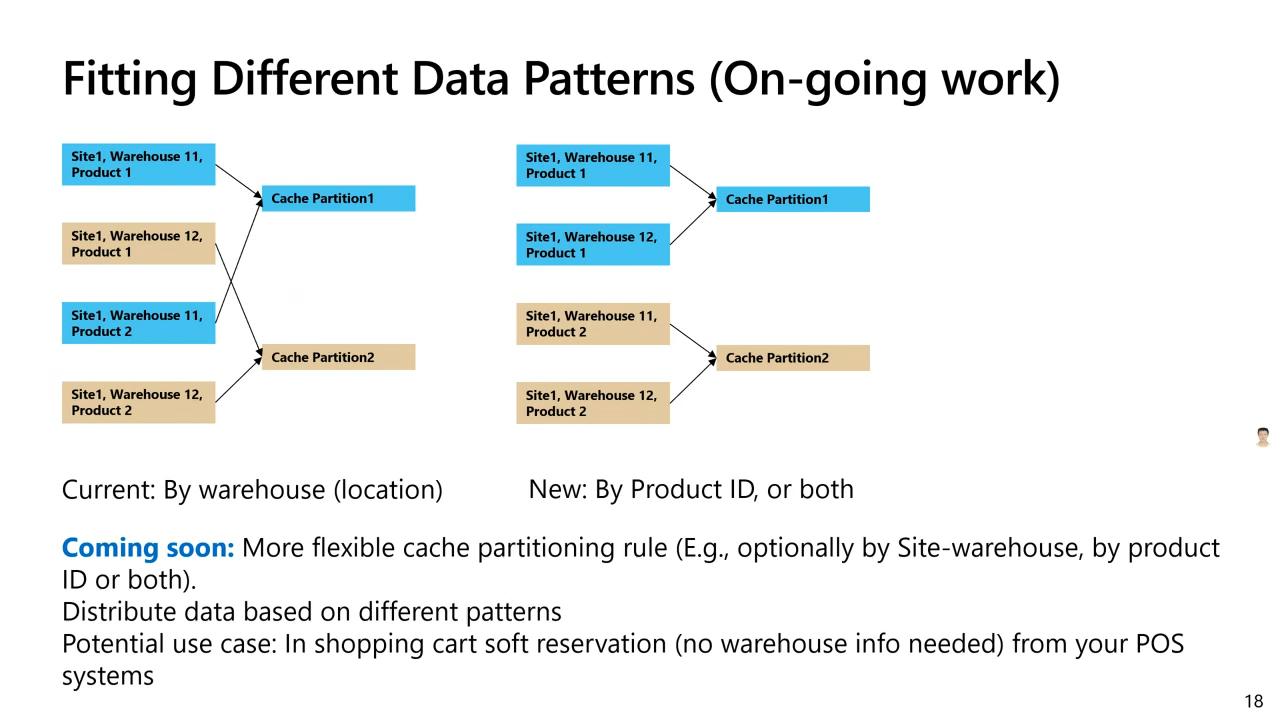 Fitting Different Data Patterns (On-going work)
Site1, Warehouse 11,
Product 1
Site1, Warehouse 12,
Product 1
Site1, Warehouse 11,
Product 2
Site1, Warehouse 12,
Product 2
Cache Partition1
Cache Partition2
Site1, Warehouse 11,
Product 1
Site1, Warehouse 12,
Product 1
Site1, Warehouse 11,
Product 2
Site1, Warehouse 12,
Product 2
Cache Partition1
Cache Partition2
Current: By warehouse (location)
New: By Product ID, or both
Coming soon: More flexible cache partitioning rule (E.g., optionally by Site-warehouse, by product
ID or both).
Distribute data based on different patterns
Potential use case: In shopping cart soft reservation (no warehouse info needed) from your POS
systems
18